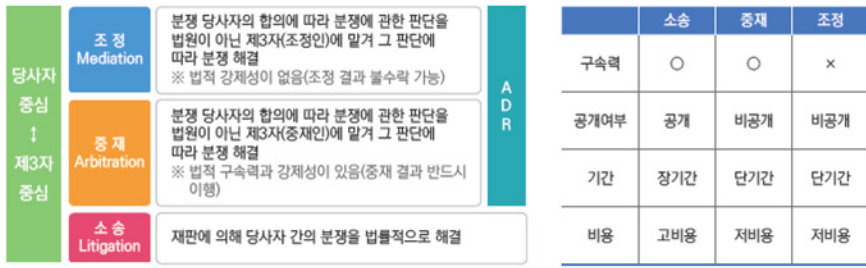 당사자
중심
↕
제3자
중심
조 정
Mediation
분쟁 당사자의 합의에 따라 분쟁에 관한 판단을
법원이 아닌 제3자(조정인)에 맡겨 그 판단에
따라 분쟁 해결
※ 법적 강제성이 없음(조정 결과 불수락 가능)
중 재
Arbitration
분쟁 당사자의 합의에 따라 분쟁에 관한 판단을
법원이 아닌 제3자(중재인)에 맡겨 그 판단에
따라 분쟁 해결
※ 법적 구속력과 강제성이 있음(중재 결과 반드시
이행)
A
D
R
소 송
Litigation
재판에 의해 당사자 간의 분쟁을 법률적으로 해결
소송 중재 조정
구속력 ○ ○ ×
공개여부 공개 비공개 비공개
기간 장기간 단기간 단기간
비용 고비용 저비용 저비용